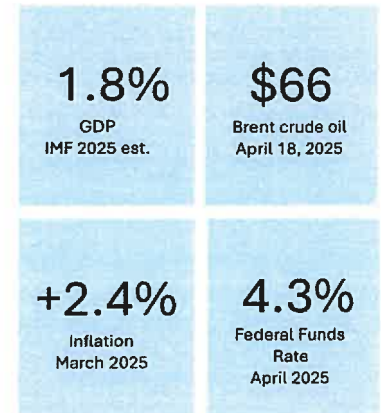 1.8%
GDP
IMF 2025 est.
$66
Brent crude oil
April 18, 2025
+2.4%
Inflation
March 2025
4.3%
Federal Funds
Rate
April 2025